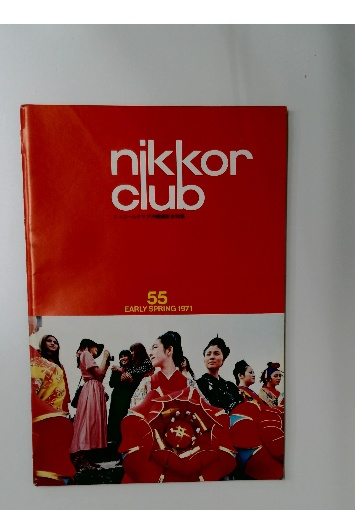 nikkor
club
55
EARLY SPRING 1971